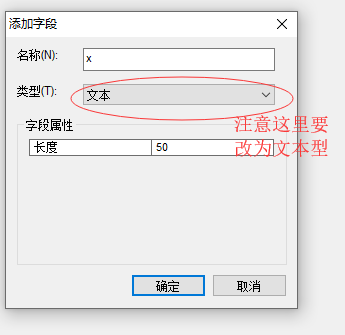 添加字段
名称(N):
x
类型(T):
文本
注意这里要
改为文本型
字段属性
长度
50
确定
取消